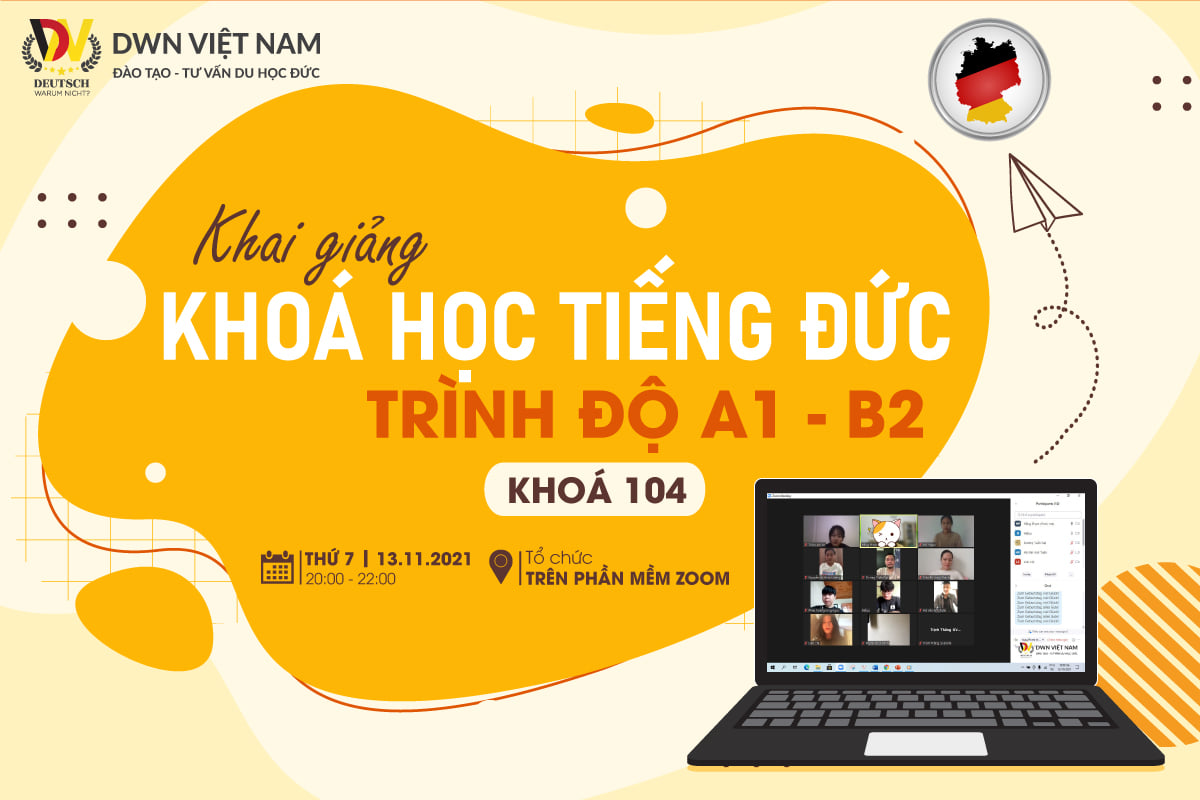 DWN VIỆT NAM
ĐÀO TẠO - TƯ VẤN DU HỌC ĐỨC
DEUTSCH
WARUM NICHT?
Khai giảng
KHOÁ HỌC TIẾNG ĐỨC
TRÌNH ĐỘ A1 - B2
KHOÁ 104
THỨ 7 | 13.11.2021
20:00 - 22:00
Tổ chức
TRÊN PHẦN MỀM ZOOM
DWN VIỆT NAM